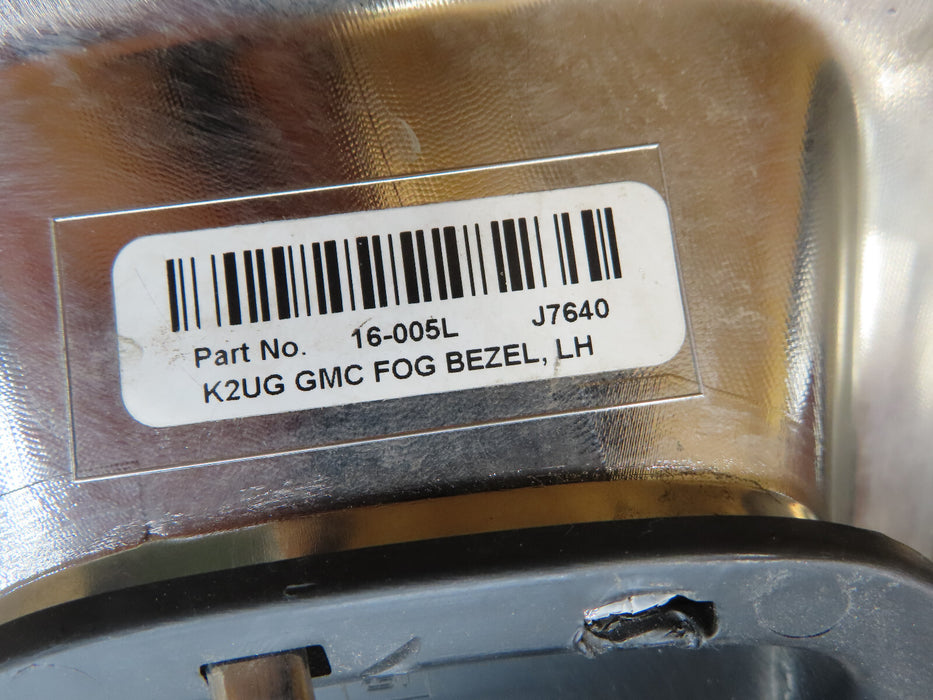 Part No. 16-005L J7640
K2UG GMC FOG BEZEL, LH